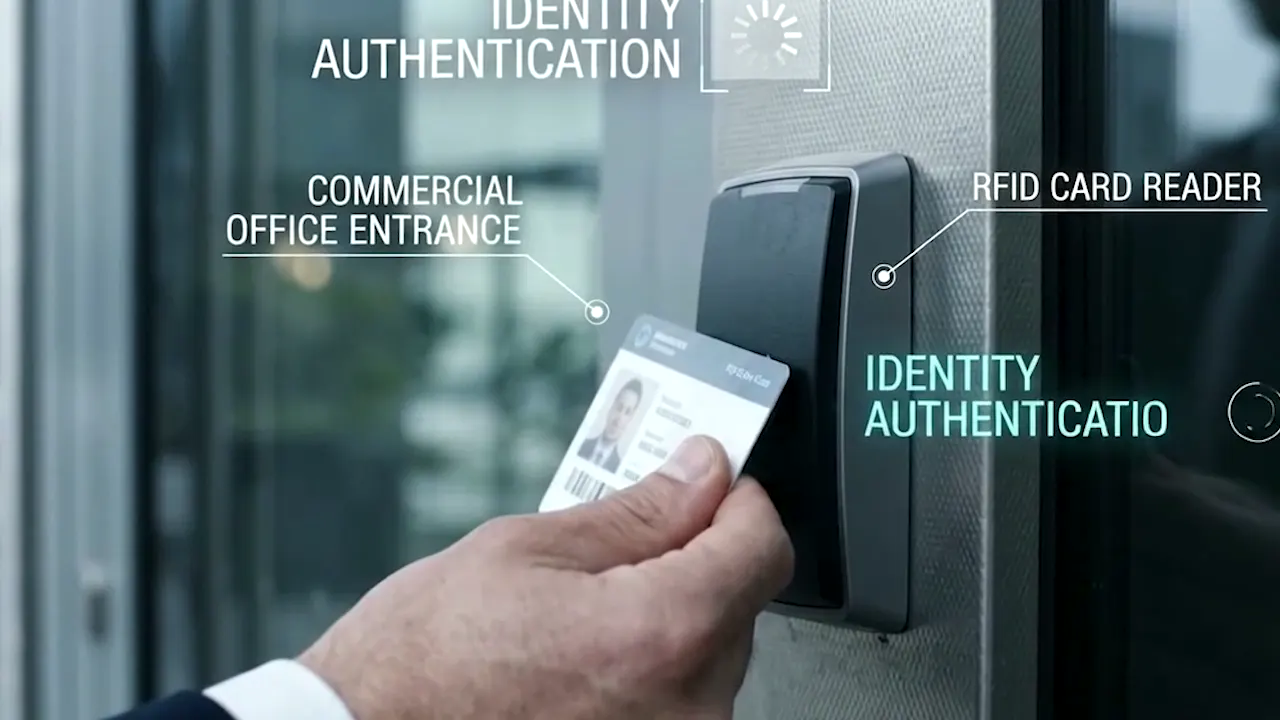 IDENTITY
AUTHENTICATION
COMMERCIAL
OFFICE ENTRANCE
RFID CARD READER
IDENTITY
AUTHENTICATIO